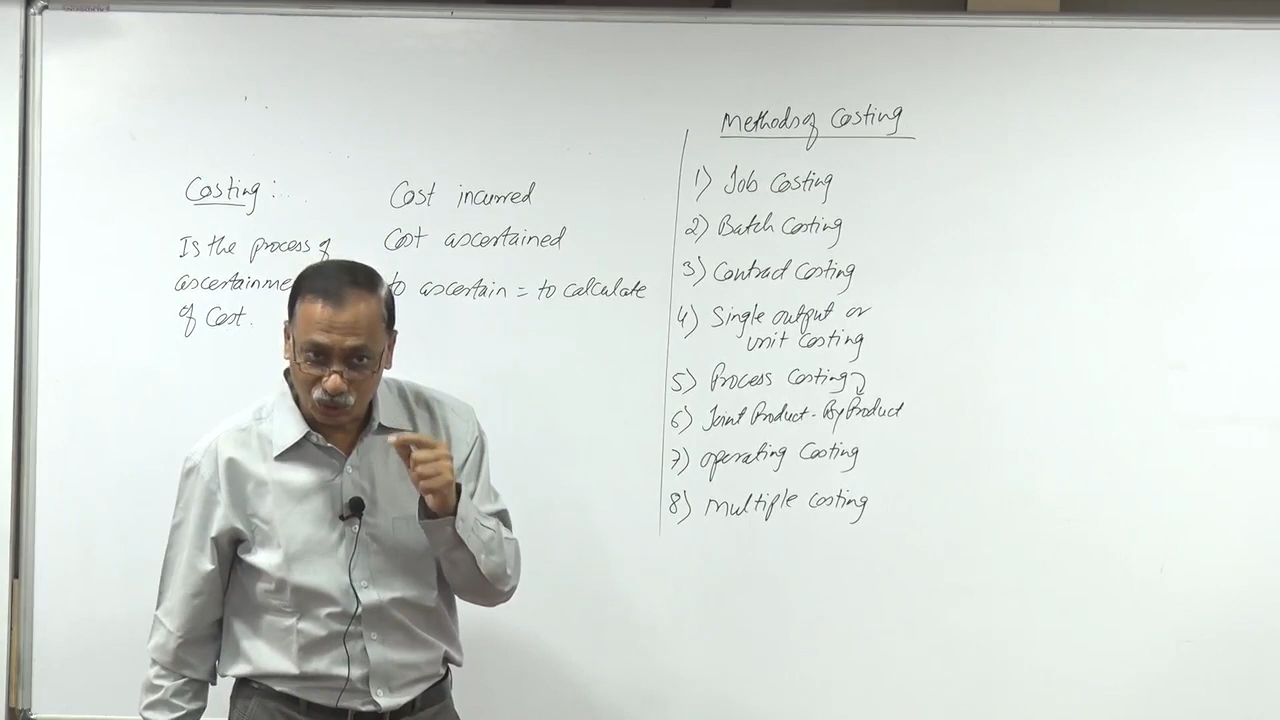 Costing :
Is the process of
ascertainme
of Cost.
Cost incurred
Cost ascertained
to ascertain = to calculate
Methods of Costing
1) Job Costing
2) Batch Costing
3) Contract Costing
4) Single output or
unit Costing
5) Process Costing
6) Joint Product - By Product
7) Operating Costing
8) Multiple Costing